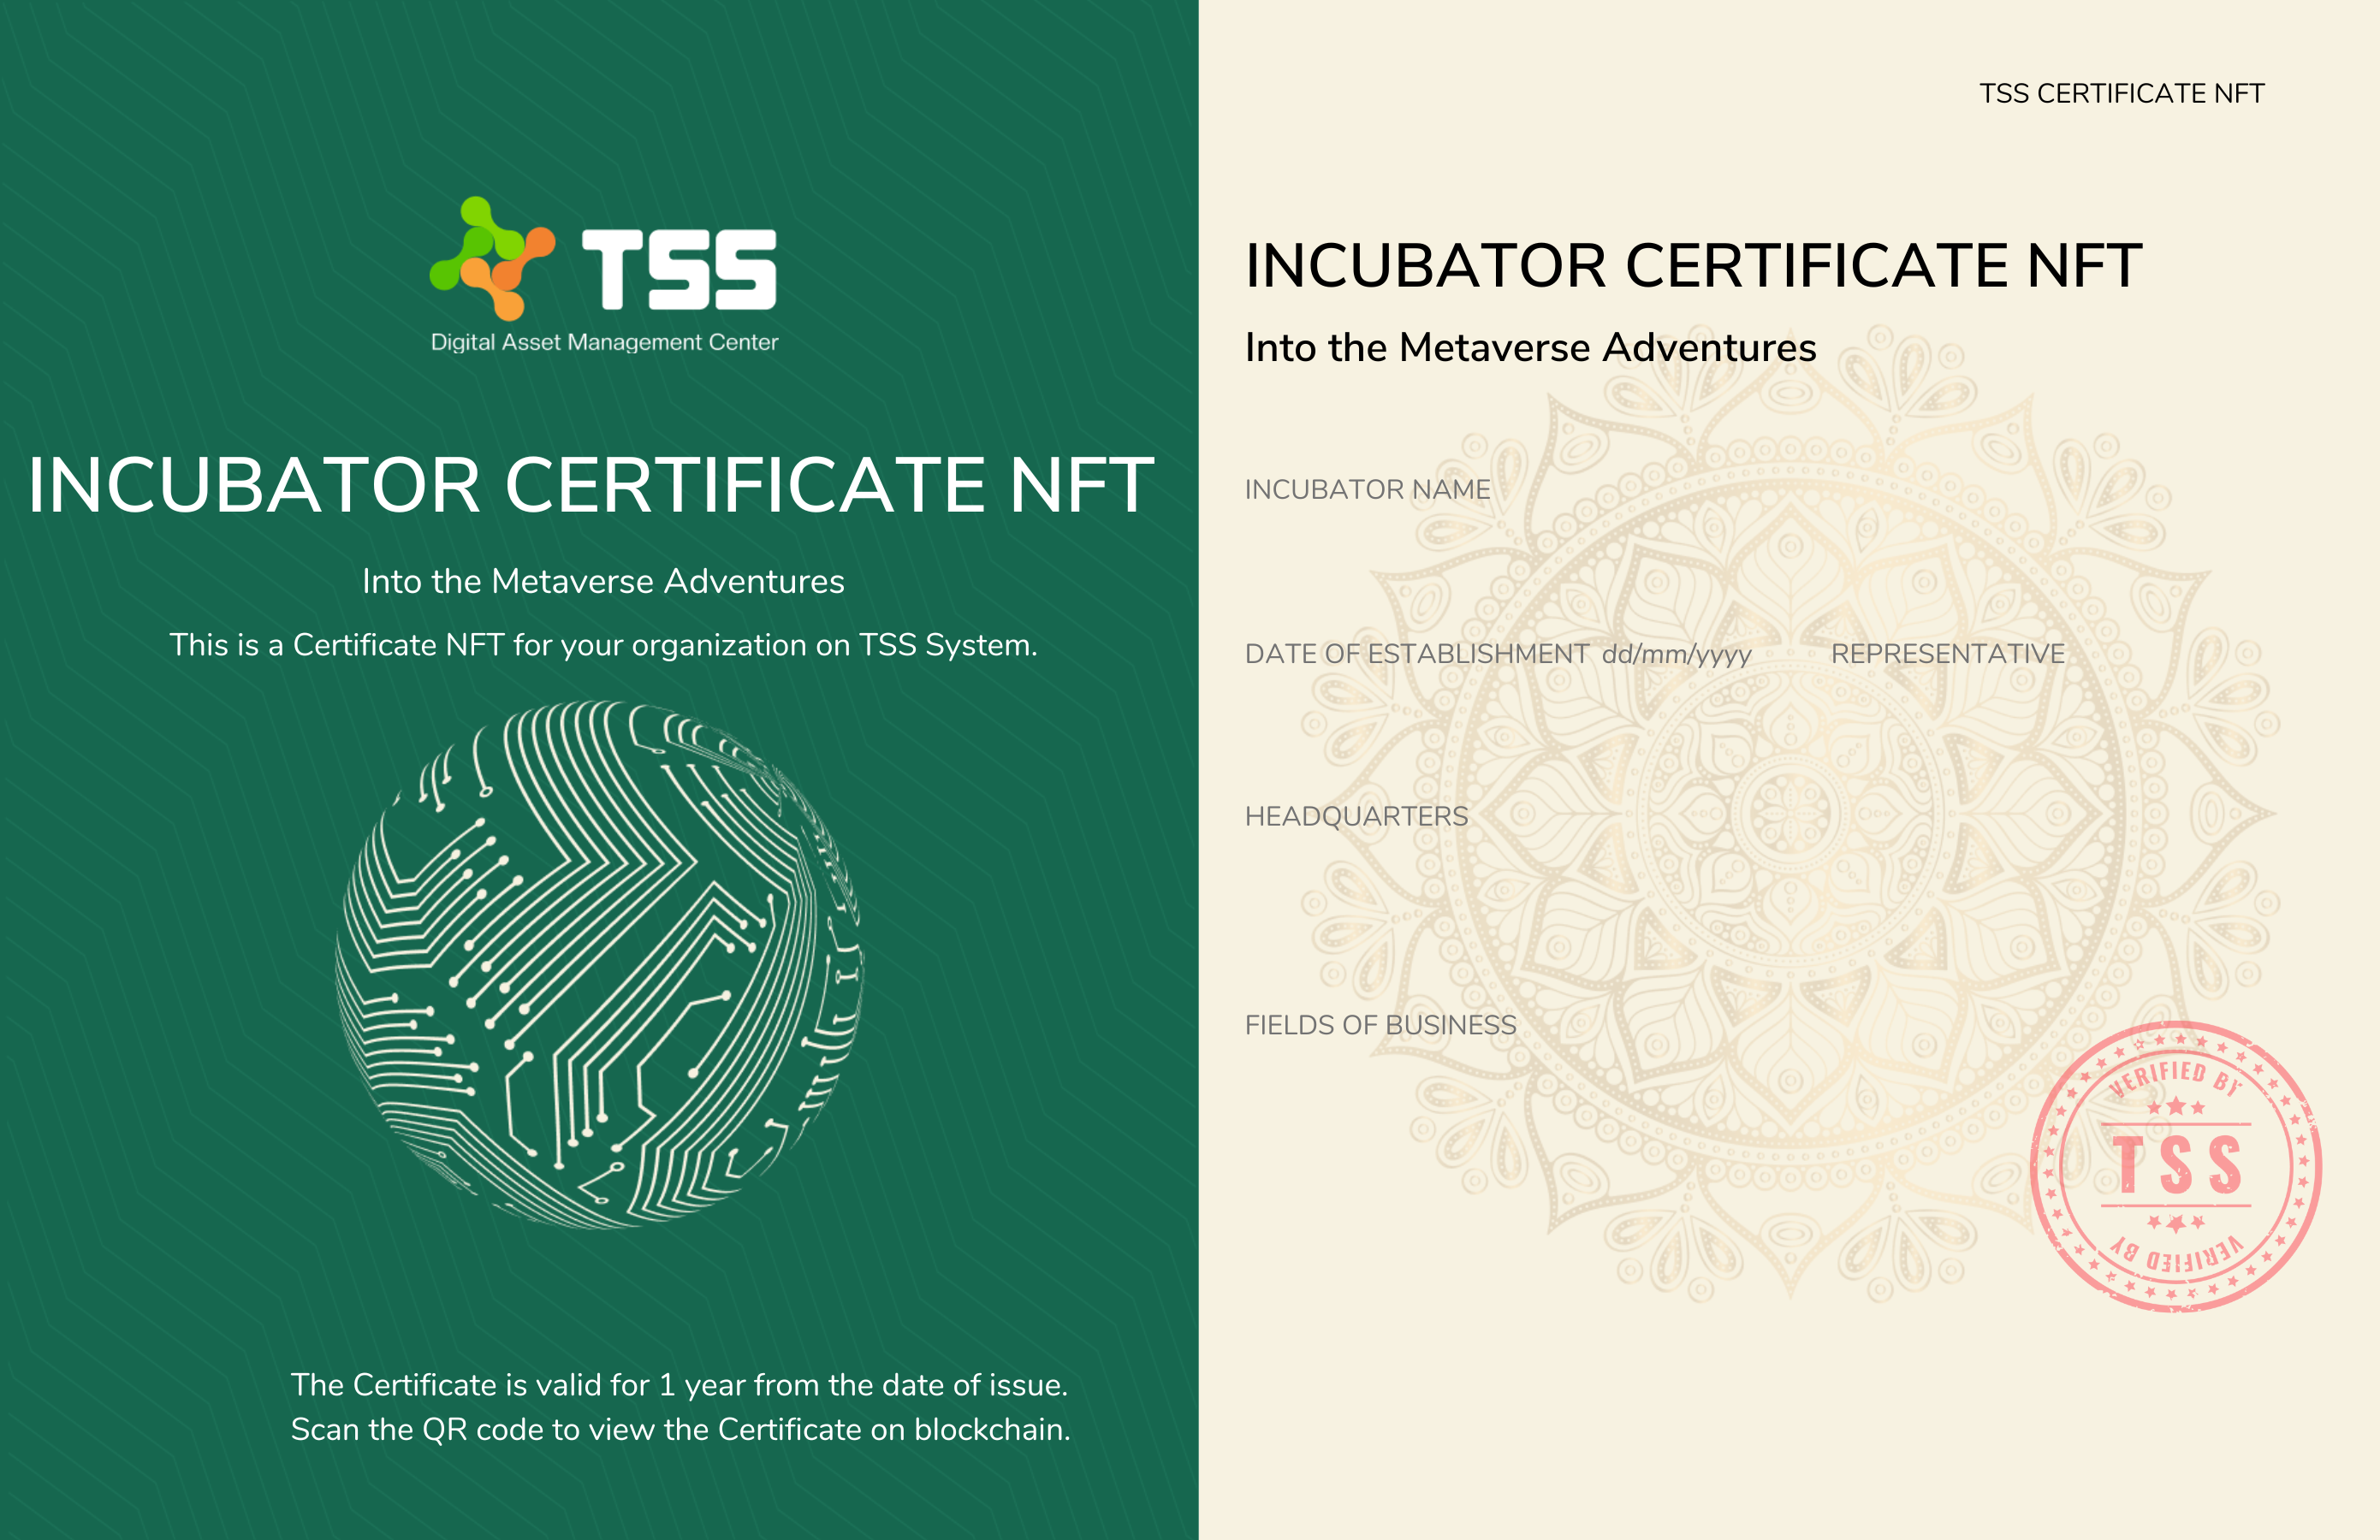 TSS
Digital Asset Management Center
INCUBATOR CERTIFICATE NFT
Into the Metaverse Adventures
This is a Certificate NFT for your organization on TSS System.
The Certificate is valid for 1 year from the date of issue.
Scan the QR code to view the Certificate on blockchain.
TSS CERTIFICATE NFT
INCUBATOR CERTIFICATE NFT
Into the Metaverse Adventures
INCUBATOR NAME
DATE OF ESTABLISHMENT dd/mm/yyyy REPRESENTATIVE
HEADQUARTERS
FIELDS OF BUSINESS
VERIFIED BY
TSS
VERIFIED BY